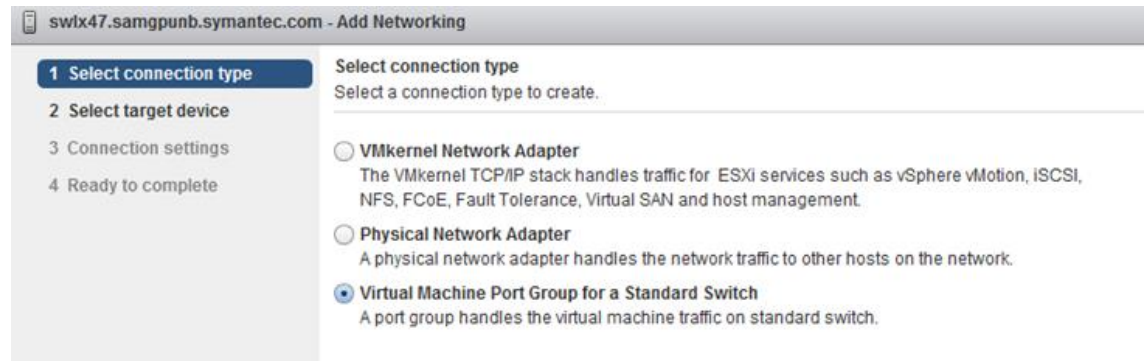 swlx47.samgpunb.symantec.com - Add Networking
1 Select connection type
2 Select target device
3 Connection settings
4 Ready to complete
Select connection type
Select a connection type to create.
VMkernel Network Adapter
The VMkernel TCP/IP stack handles traffic for ESXi services such as vSphere vMotion, iSCSI,
NFS, FCoE, Fault Tolerance, Virtual SAN and host management.
Physical Network Adapter
A physical network adapter handles the network traffic to other hosts on the network.
Virtual Machine Port Group for a Standard Switch
A port group handles the virtual machine traffic on standard switch.